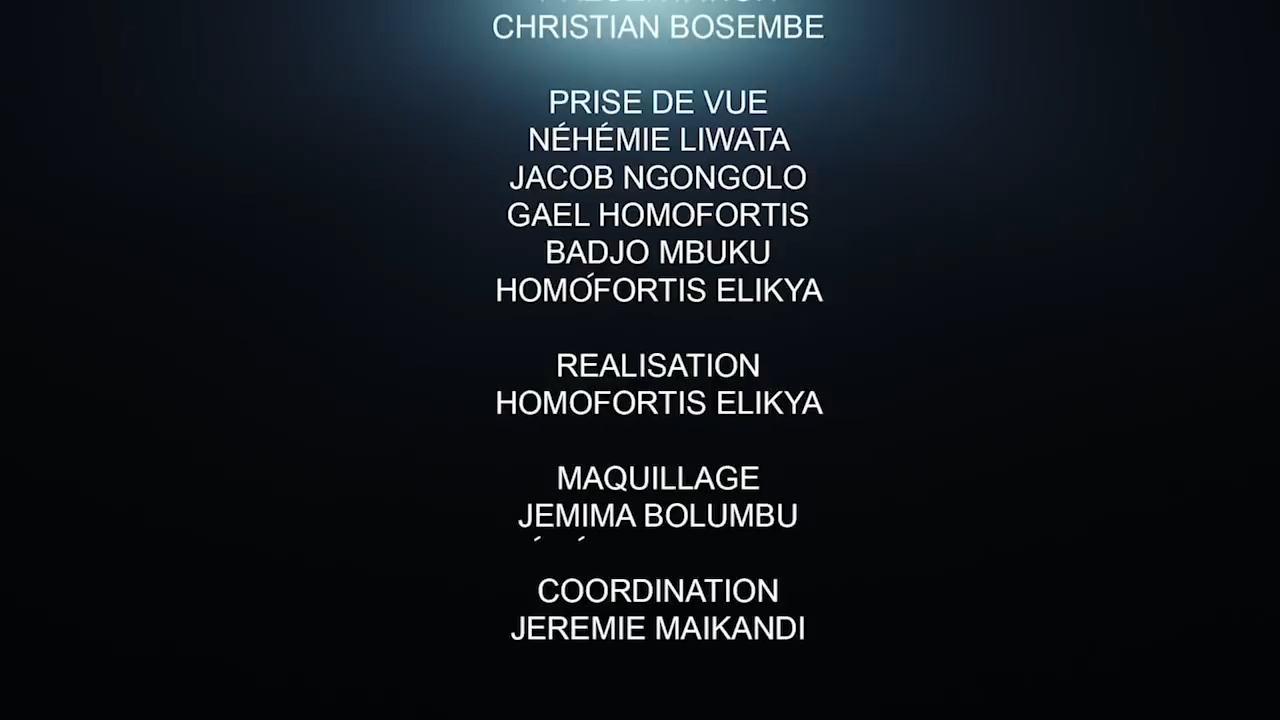 CHRISTIAN BOSEMBE
PRISE DE VUE
NÉHÉMIE LIWATA
JACOB NGONGOLO
GAEL HOMOFORTIS
BADJO MBUKU
HOMOFORTIS ELIKYA
REALISATION
HOMOFORTIS ELIKYA
MAQUILLAGE
JEMIMA BOLUMBU
COORDINATION
JEREMIE MAIKANDI